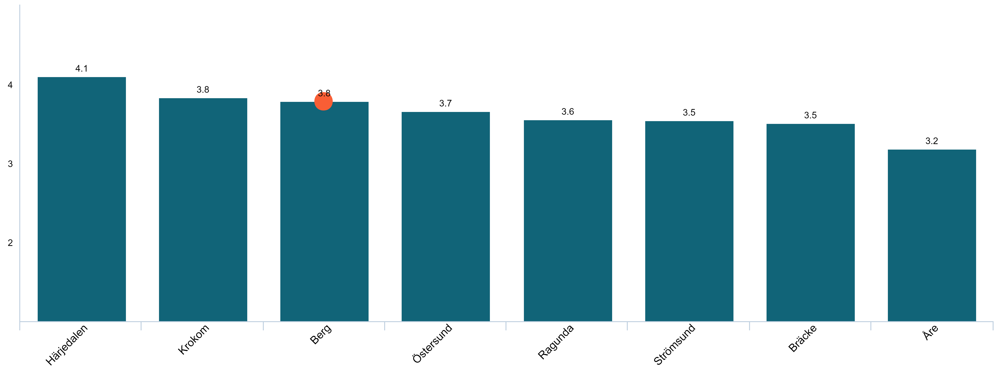 4.1
3.8
3.8
3.7
3.6
3.5
3.5
3.2
4
3
2
Härjedalen
Krokom
Berg
Östersund
Ragunda
Strömsund
Bräcke
Åre